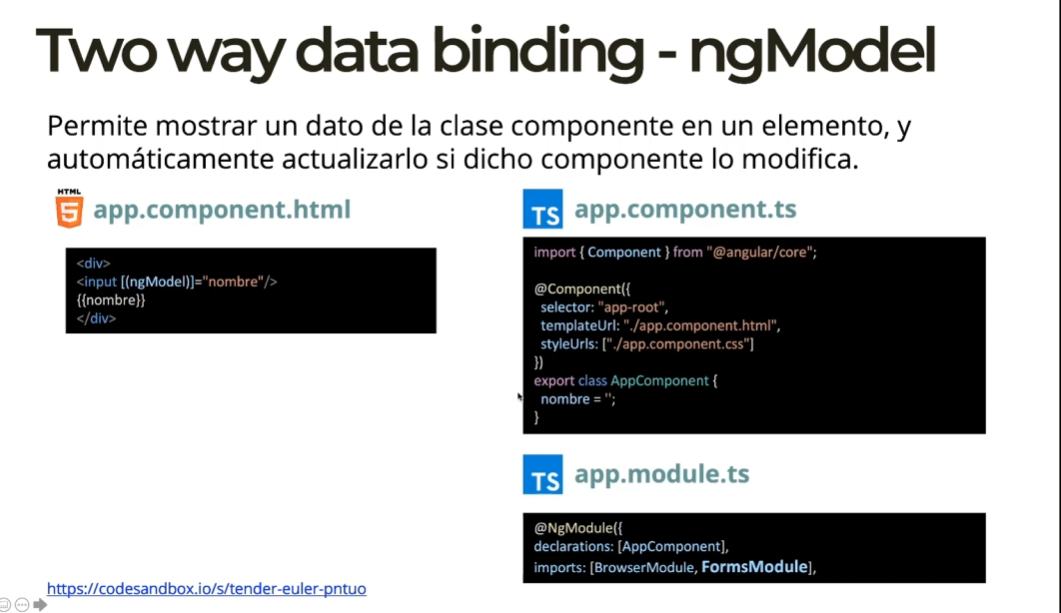 Two way data binding - ngModel
Permite mostrar un dato de la clase componente en un elemento, y
automáticamente actualizarlo si dicho componente lo modifica.
HTML
5
app.component.html
<div>
<input [(ngModel)]="nombre"/>
{{nombre}}
</div>
TS
app.component.ts
import { Component } from "@angular/core";
@Component({
selector: "app-root",
templateUrl: "./app.component.html",
styleUrls: ["./app.component.css"]
})
export class AppComponent {
nombre = '';
}
TS
app.module.ts
@NgModule({
declarations: [AppComponent],
imports: [BrowserModule, FormsModule],
https://codesandbox.io/s/tender-euler-pntuo